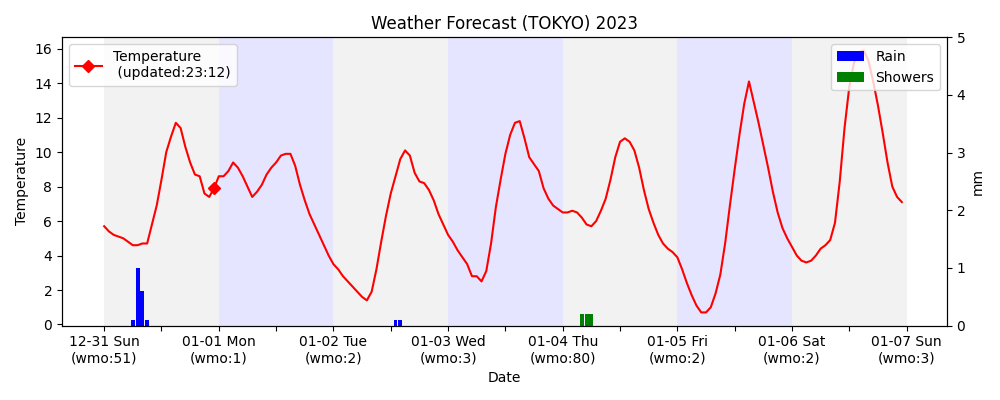 Weather Forecast (TOKYO) 2023
Temperature
(updated:23:12)
Rain
Showers
Temperature
16
14
12
10
8
6
4
2
0
5
4
3
2
1
0
mm
12-31 Sun
(wmo:51)
01-01 Mon
(wmo:1)
01-02 Tue
(wmo:2)
01-03 Wed
(wmo:3)
01-04 Thu
(wmo:80)
01-05 Fri
(wmo:2)
01-06 Sat
(wmo:2)
01-07 Sun
(wmo:3)
Date